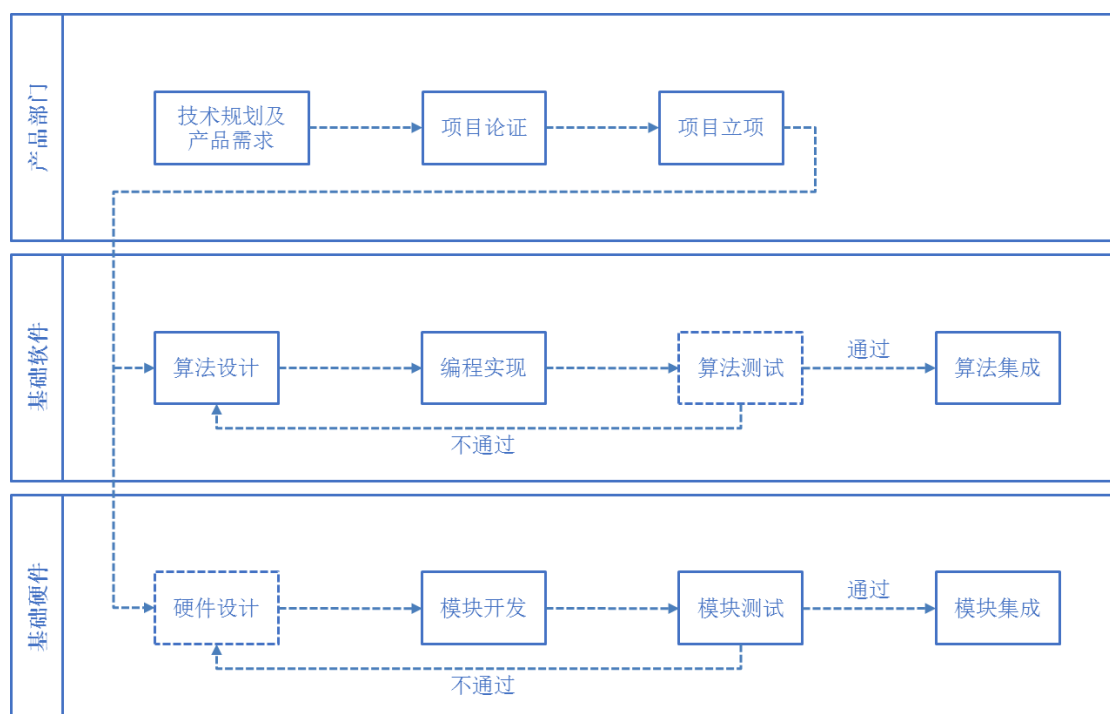 产品部门
技术规划及
产品需求
项目论证
项目立项
基础软件
算法设计
编程实现
算法测试
通过
算法集成
不通过
基础硬件
硬件设计
模块开发
模块测试
通过
模块集成
不通过